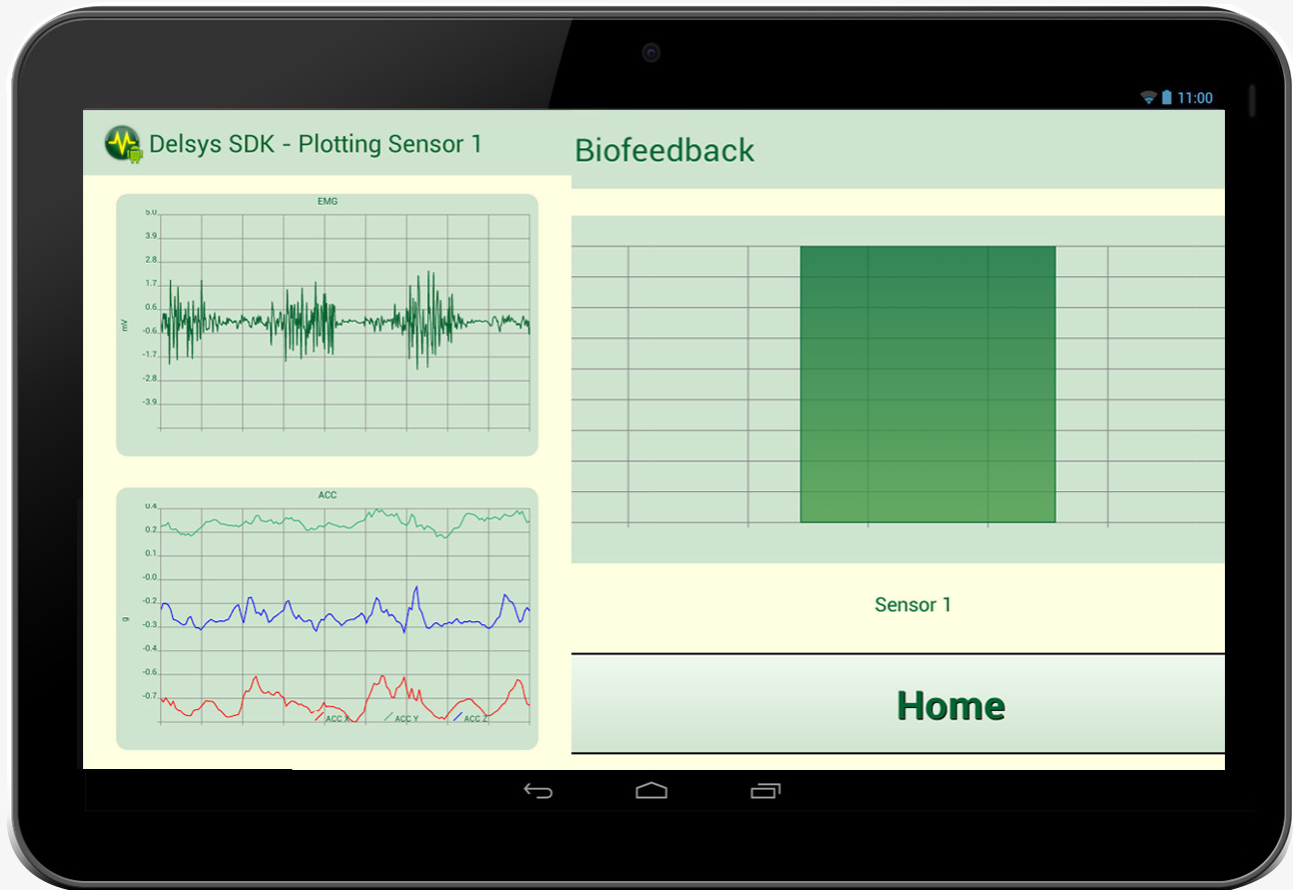 11:00
Delsys SDK - Plotting Sensor 1
Biofeedback
EMG
5.0
3.9
2.8
1.7
0.6
-0.6
-1.7
-2.8
-3.9
mV
ACC
0.4
0.2
0.1
-0.0
-0.2
-0.3
-0.4
-0.6
-0.7
g
ACC X
ACC Y
ACC Z
Sensor 1
Home